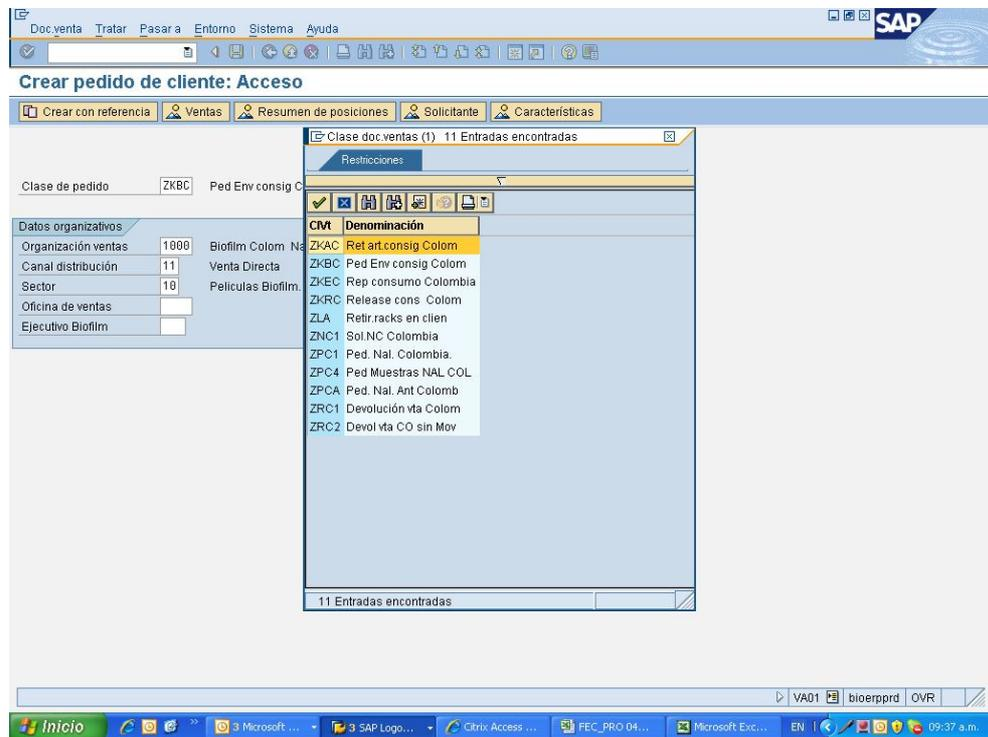 Doc.venta Tratar Pasar a Entorno Sistema Ayuda
SAP
Crear pedido de cliente: Acceso
Crear con referencia Ventas Resumen de posiciones Solicitante Características
Clase doc.ventas (1) 11 Entradas encontradas
Restricciones
Clase de pedido ZKBC Ped Env consig C
Datos organizativos
Organización ventas 1000 Biofilm Colom Na
Canal distribución 11 Venta Directa
Sector 10 Peliculas Biofilm.
Oficina de ventas
Ejecutivo Biofilm
ClVt Denominación
ZKAC Ret art.consig Colom
ZKBC Ped Env consig Colom
ZKEC Rep consumo Colombia
ZKRC Release cons Colom
ZLA Retir.racks en clien
ZNC1 Sol.NC Colombia
ZPC1 Ped. Nal. Colombia.
ZPC4 Ped Muestras NAL COL
ZPCA Ped. Nal. Ant Colomb
ZRC1 Devolución vta Colom
ZRC2 Devol vta CO sin Mov
11 Entradas encontradas
VA01 bioerpprd OVR
Inicio 3 Microsoft ... 3 SAP Logo... Citrix Access ... FEC_PRO 04... Microsoft Exc... EN 09:37 a.m.